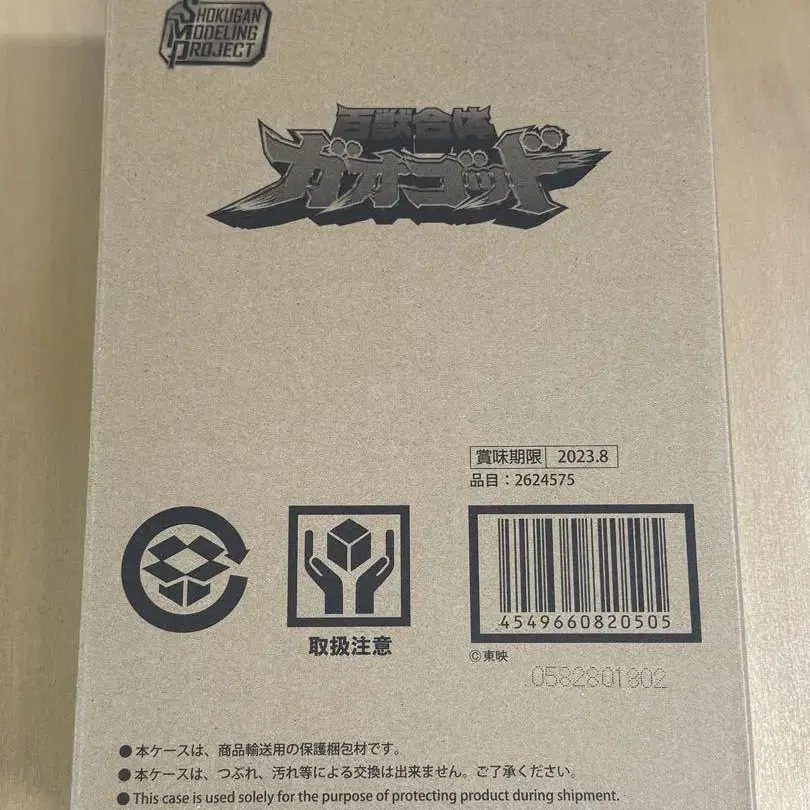 SHOKUGAN
MODELING
PROJECT
百獣合体
ガオゴッド
賞味期限 2023.8
品目：2624575
4549660820505
取扱注意
©東映
0582801802
●本ケースは、商品輸送用の保護梱包材です。
●本ケースは、つぶれ、汚れ等による交換は出来ません。ご了承ください。
●This case is used solely for the purpose of protecting product during shipment.